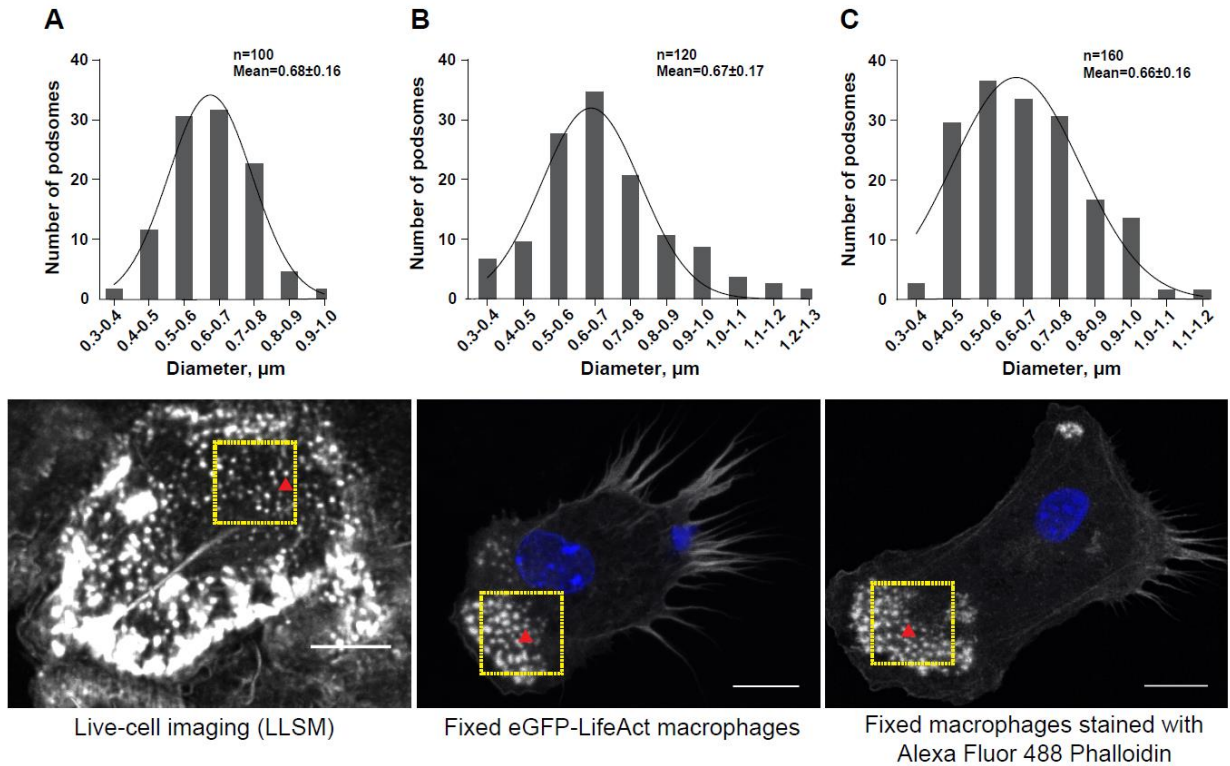 A
n=100
Mean=0.68±0.16
Number of podsomes
40
30
20
10
0
0.3-0.4
0.4-0.5
0.5-0.6
0.6-0.7
0.7-0.8
0.8-0.9
0.9-1.0
Diameter, µm
B
n=120
Mean=0.67±0.17
Number of podsomes
40
30
20
10
0
0.3-0.4
0.4-0.5
0.5-0.6
0.6-0.7
0.7-0.8
0.8-0.9
0.9-1.0
1.0-1.1
1.1-1.2
1.2-1.3
Diameter, µm
C
n=160
Mean=0.66±0.16
Number of podsomes
40
30
20
10
0
0.3-0.4
0.4-0.5
0.5-0.6
0.6-0.7
0.7-0.8
0.8-0.9
0.9-1.0
1.0-1.1
1.1-1.2
Diameter, µm
Live-cell imaging (LLSM)
Fixed eGFP-LifeAct macrophages
Fixed macrophages stained with
Alexa Fluor 488 Phalloidin